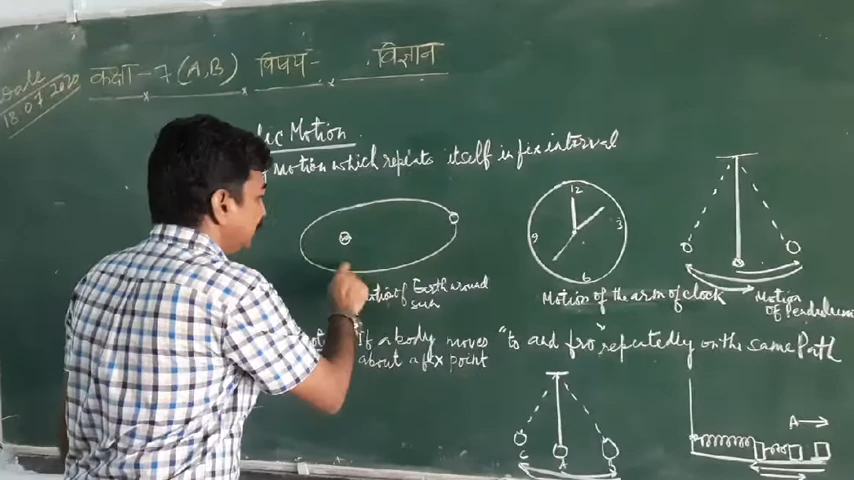 Date
18.07.2020
कक्षा-7 (A,B) विषय- विज्ञान
Motion
Motion which repeats itself in fix interval
12
3
6
9
Motion of Earth around
sun
Motion of the arm of clock
Motion
of Pendulum
If a body moves "to and fro repeatedly on the same Path
about a fix point
C
A
B
A